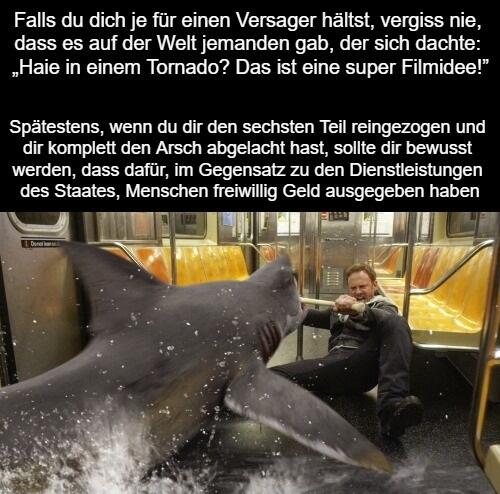 Falls du dich je für einen Versager hältst, vergiss nie,
dass es auf der Welt jemanden gab, der sich dachte:
„Haie in einem Tornado? Das ist eine super Filmidee!”
Spätestens, wenn du dir den sechsten Teil reingezogen und
dir komplett den Arsch abgelacht hast, sollte dir bewusst
werden, dass dafür, im Gegensatz zu den Dienstleistungen
des Staates, Menschen freiwillig Geld ausgegeben haben